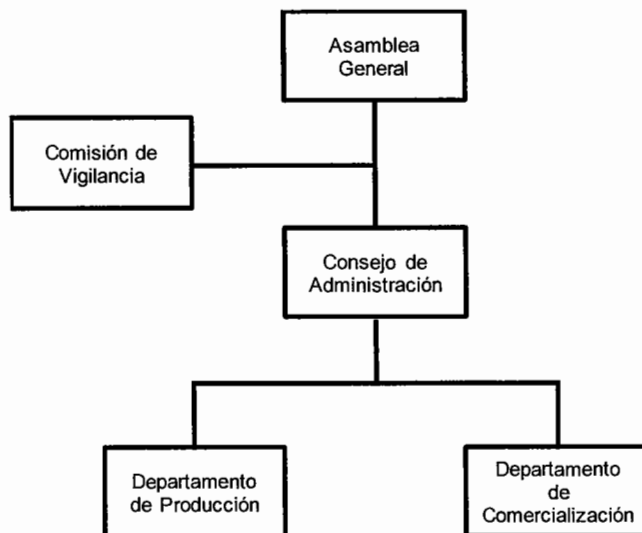 Asamblea
General
Comisión de
Vigilancia
Consejo de
Administración
Departamento
de Producción
Departamento
de
Comercialización